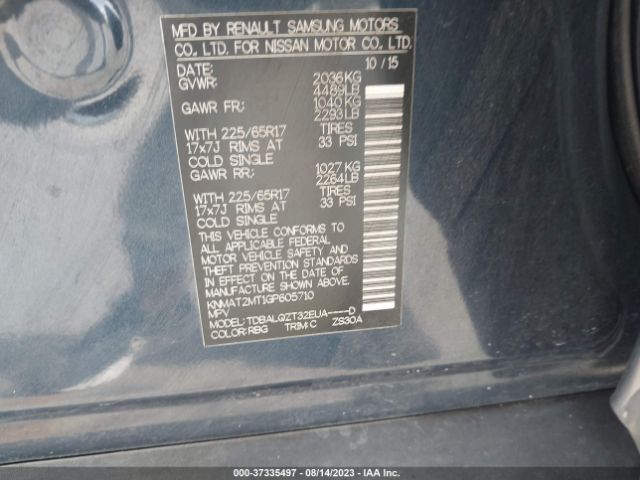 MFD BY RENAULT SAMSUNG MOTORS
CO., LTD. FOR NISSAN MOTOR CO., LTD.
DATE: 10 / 15
GVWR: 2036KG
4489LB
GAWR FR: 1040KG
2293LB
WITH 225/65R17 TIRES
17x7J RIMS AT 33 PSI
COLD SINGLE
GAWR RR: 1027 KG
2264LB
WITH 225/65R17 TIRES
17x7J RIMS AT 33 PSI
COLD SINGLE
THIS VEHICLE CONFORMS TO
ALL APPLICABLE FEDERAL
MOTOR VEHICLE SAFETY AND
THEFT PREVENTION STANDARDS
IN EFFECT ON THE DATE OF
MANUFACTURE SHOWN ABOVE.
KNMAT2MT1GP605710
MPV
MODEL: TDBALQZT32EUA----D
COLOR:RBG TRIM:C ZS30A
000-37335497 - 08/14/2023 - IAA Inc.